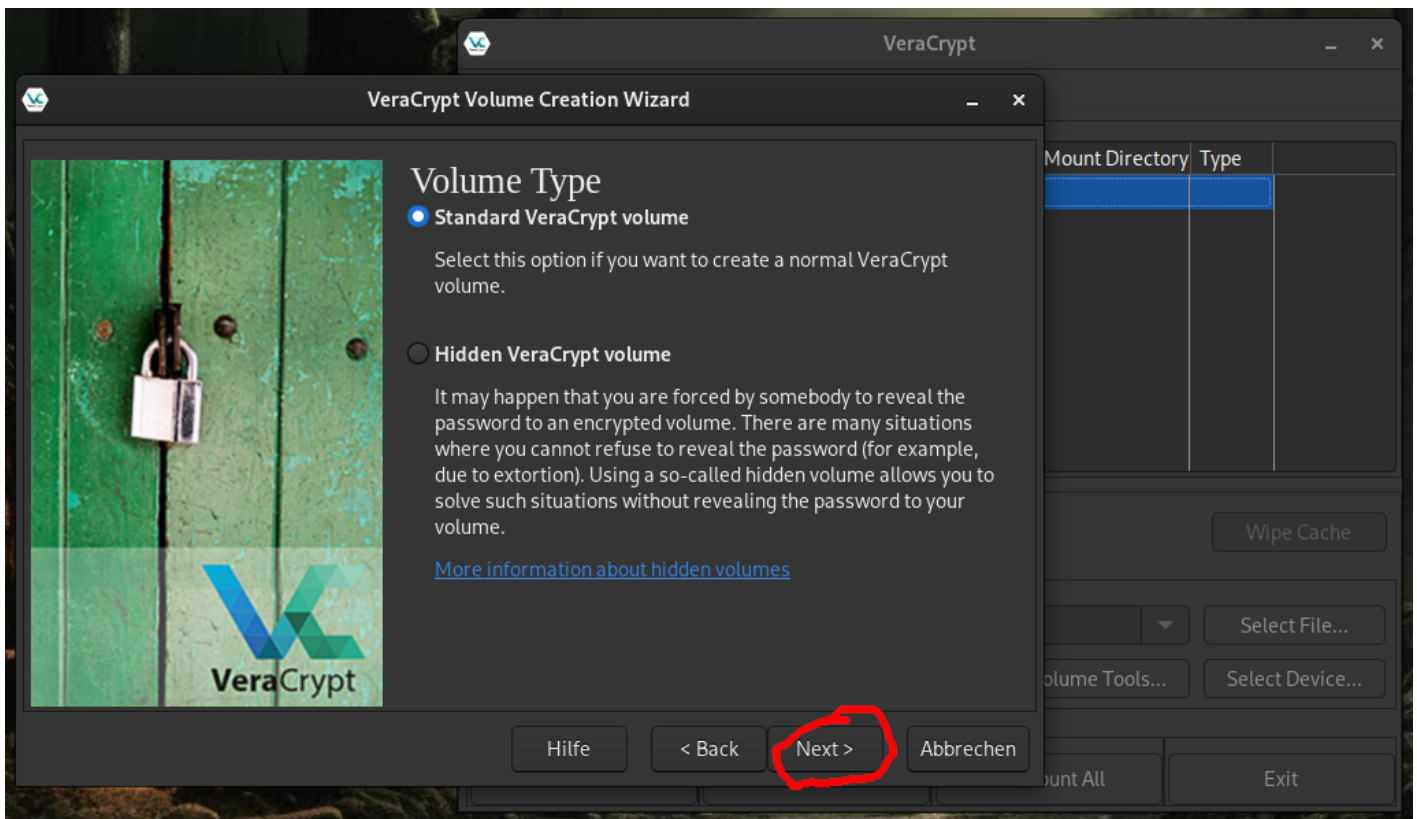 VeraCrypt
VeraCrypt Volume Creation Wizard
Mount Directory
Type
Volume Type
Standard VeraCrypt volume
Select this option if you want to create a normal VeraCrypt
volume.
Hidden VeraCrypt volume
It may happen that you are forced by somebody to reveal the
password to an encrypted volume. There are many situations
where you cannot refuse to reveal the password (for example,
due to extortion). Using a so-called hidden volume allows you to
solve such situations without revealing the password to your
volume.
More information about hidden volumes
VeraCrypt
Hilfe
< Back
Next >
Abbrechen
Wipe Cache
Select File...
olume Tools...
Select Device...
ount All
Exit